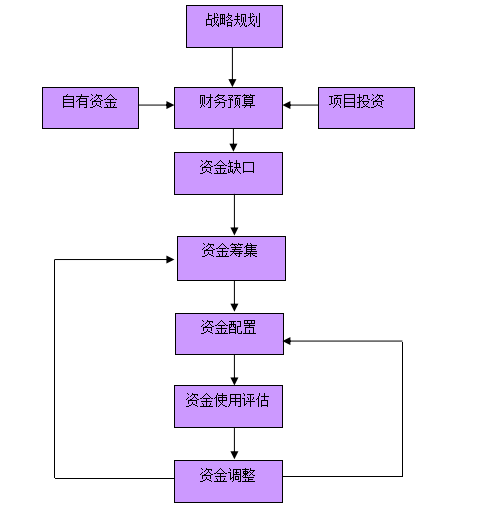 战略规划
自有资金
财务预算
项目投资
资金缺口
资金筹集
资金配置
资金使用评估
资金调整